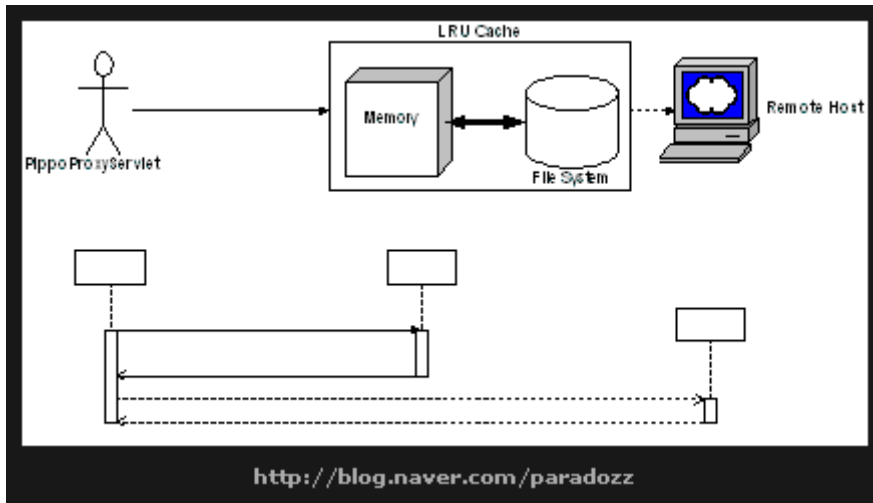 LRU Cache
Memory
Remote Host
PippoProxyServlet
File System
http://blog.naver.com/paradozz